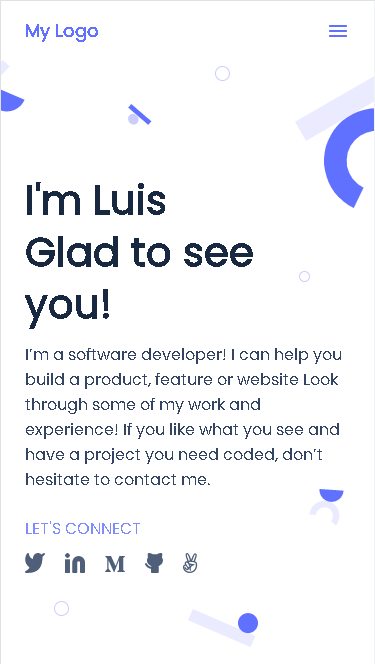 My Logo
I'm Luis
Glad to see
you!
I’m a software developer! I can help you
build a product, feature or website Look
through some of my work and
experience! If you like what you see and
have a project you need coded, don’t
hesitate to contact me.
LET'S CONNECT